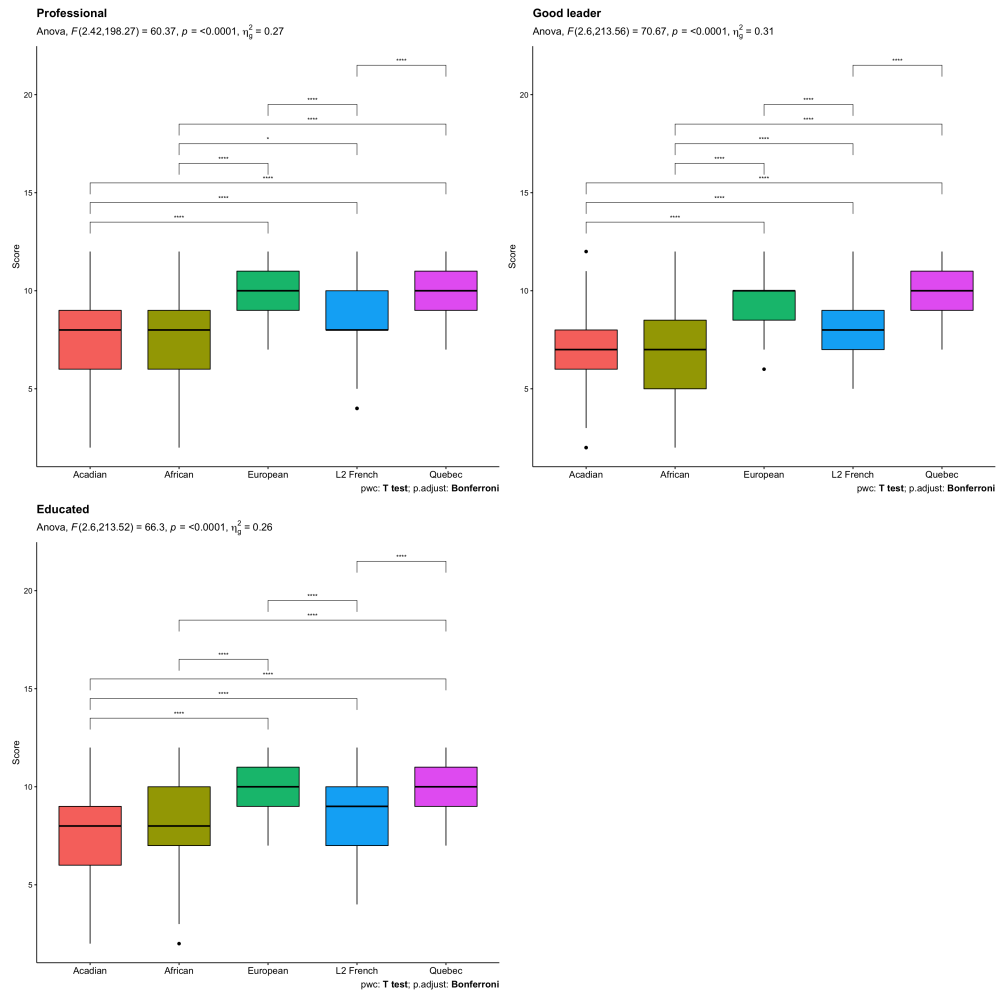 Professional
Anova, F(2.42,198.27) = 60.37, p = <0.0001, η²g = 0.27
****
****
****
*
****
****
****
****
20
15
10
5
Score
Acadian African European L2 French Quebec
pwc: T test; p.adjust: Bonferroni
Good leader
Anova, F(2.6,213.56) = 70.67, p = <0.0001, η²g = 0.31
****
****
****
****
****
****
****
****
20
15
10
5
Score
Acadian African European L2 French Quebec
pwc: T test; p.adjust: Bonferroni
Educated
Anova, F(2.6,213.52) = 66.3, p = <0.0001, η²g = 0.26
****
****
****
****
****
****
****
20
15
10
5
Score
Acadian African European L2 French Quebec
pwc: T test; p.adjust: Bonferroni